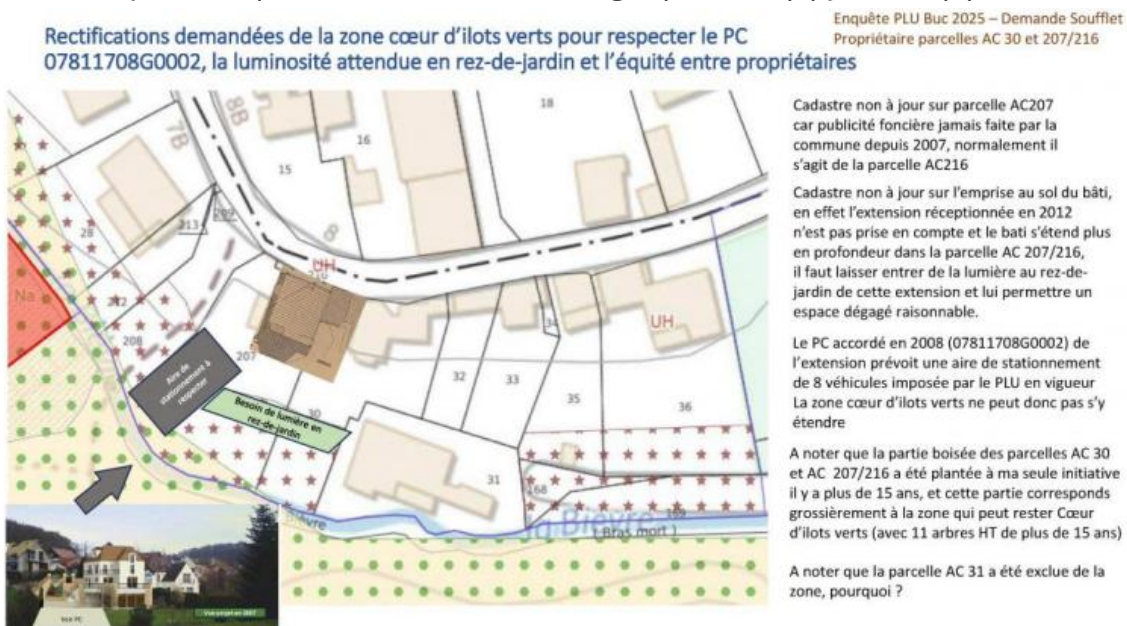 Enquête PLU Buc 2025 – Demande Soufflet
Propriétaire parcelles AC 30 et 207/216
Rectifications demandées de la zone cœur d'ilots verts pour respecter le PC
07811708G0002, la luminosité attendue en rez-de-jardin et l'équité entre propriétaires
Cadastre non à jour sur parcelle AC207
car publicité foncière jamais faite par la
commune depuis 2007, normalement il
s'agit de la parcelle AC216
Cadastre non à jour sur l'emprise au sol du bâti,
en effet l'extension réceptionnée en 2012
n'est pas prise en compte et le bati s'étend plus
en profondeur dans la parcelle AC 207/216,
il faut laisser entrer de la lumière au rez-de-
jardin de cette extension et lui permettre un
espace dégagé raisonnable.
Le PC accordé en 2008 (07811708G0002) de
l'extension prévoit une aire de stationnement
de 8 véhicules imposée par le PLU en vigueur
La zone cœur d'ilots verts ne peut donc pas s'y
étendre
A noter que la partie boisée des parcelles AC 30
et AC 207/216 a été plantée à ma seule initiative
il y a plus de 15 ans, et cette partie corresponds
grossièrement à la zone qui peut rester Cœur
d'ilots verts (avec 11 arbres HT de plus de 15 ans)
A noter que la parcelle AC 31 a été exclue de la
zone, pourquoi ?
18
8B
7B
16
15
209
213
28
8
UH
Na
212
208
207
34
UH
32
33
35
36
30
31
168
169
Aire de
stationnement à
respecter
Besoin de lumière en
rez-de-jardin
la Bièvre
( Bras mort )